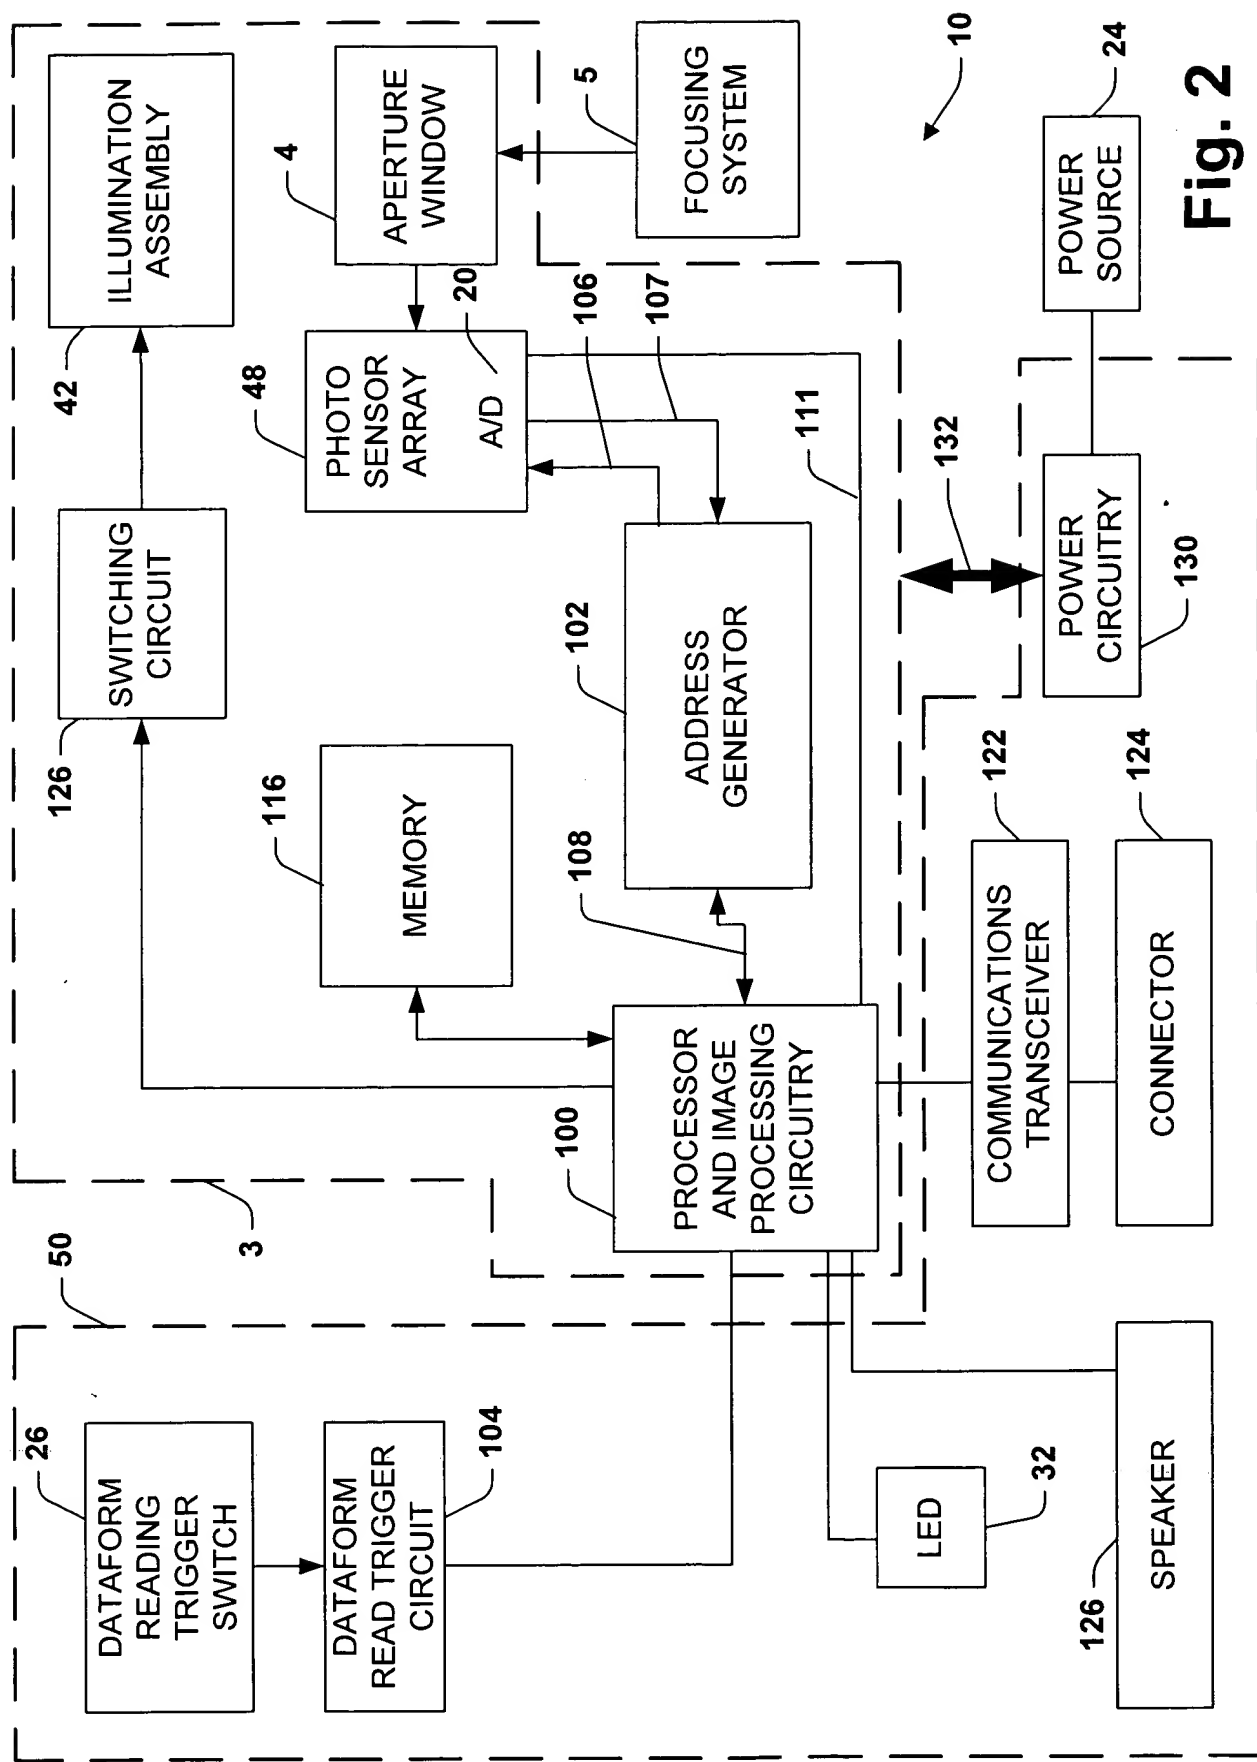 50
26
DATAFORM
READING
TRIGGER
SWITCH
DATAFORM
READ TRIGGER
CIRCUIT
104
3
126
SWITCHING
CIRCUIT
42
ILLUMINATION
ASSEMBLY
116
MEMORY
48
PHOTO
SENSOR
ARRAY
A/D
20
4
APERTURE
WINDOW
5
FOCUSING
SYSTEM
106
107
100
PROCESSOR
AND IMAGE
PROCESSING
CIRCUITRY
108
102
ADDRESS
GENERATOR
111
132
10
LED
32
126
SPEAKER
COMMUNICATIONS
TRANSCEIVER
122
CONNECTOR
124
POWER
CIRCUITRY
130
POWER
SOURCE
24
Fig. 2